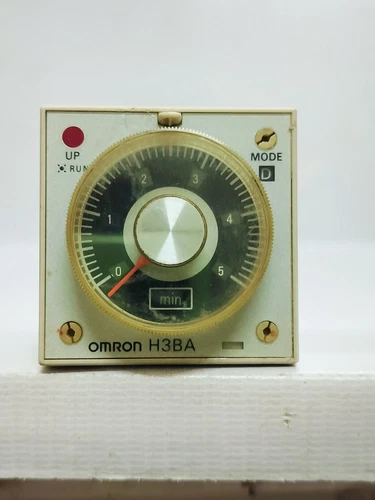 UP
RUN
MODE
D
2 3
1 4
0 5
min
OMRON H3BA